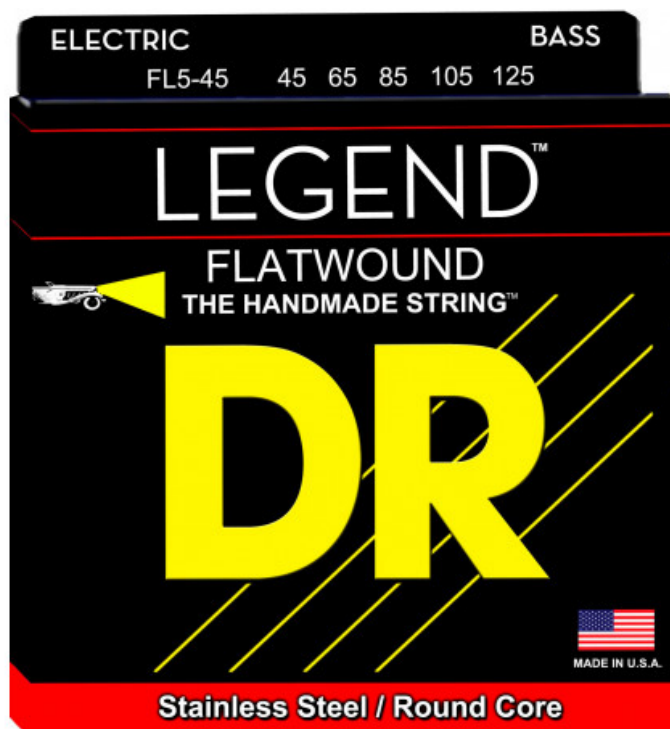 ELECTRIC BASS
FL5-45 45 65 85 105 125
LEGEND™
FLATWOUND
THE HANDMADE STRING™
DR
MADE IN U.S.A.
Stainless Steel / Round Core